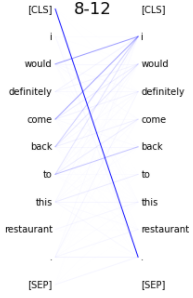 8-12
[CLS] [CLS]
i i
would would
definitely definitely
come come
back back
to to
this this
restaurant restaurant
. .
[SEP] [SEP]